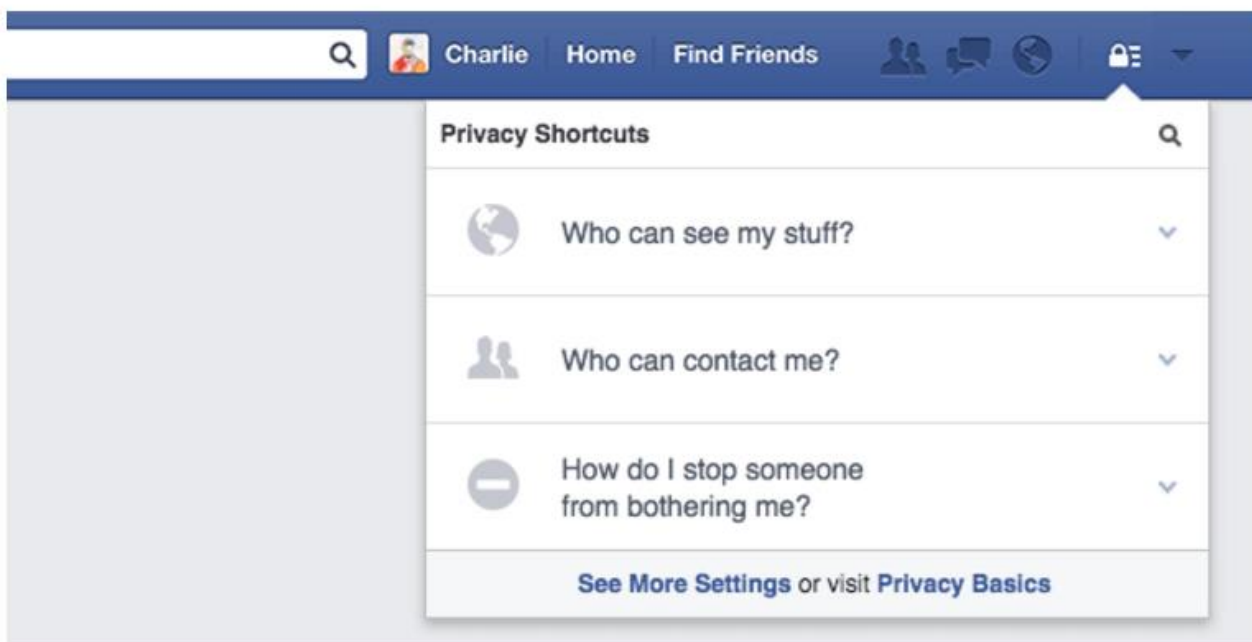 Charlie Home Find Friends
Privacy Shortcuts
Who can see my stuff?
Who can contact me?
How do I stop someone
from bothering me?
See More Settings or visit Privacy Basics